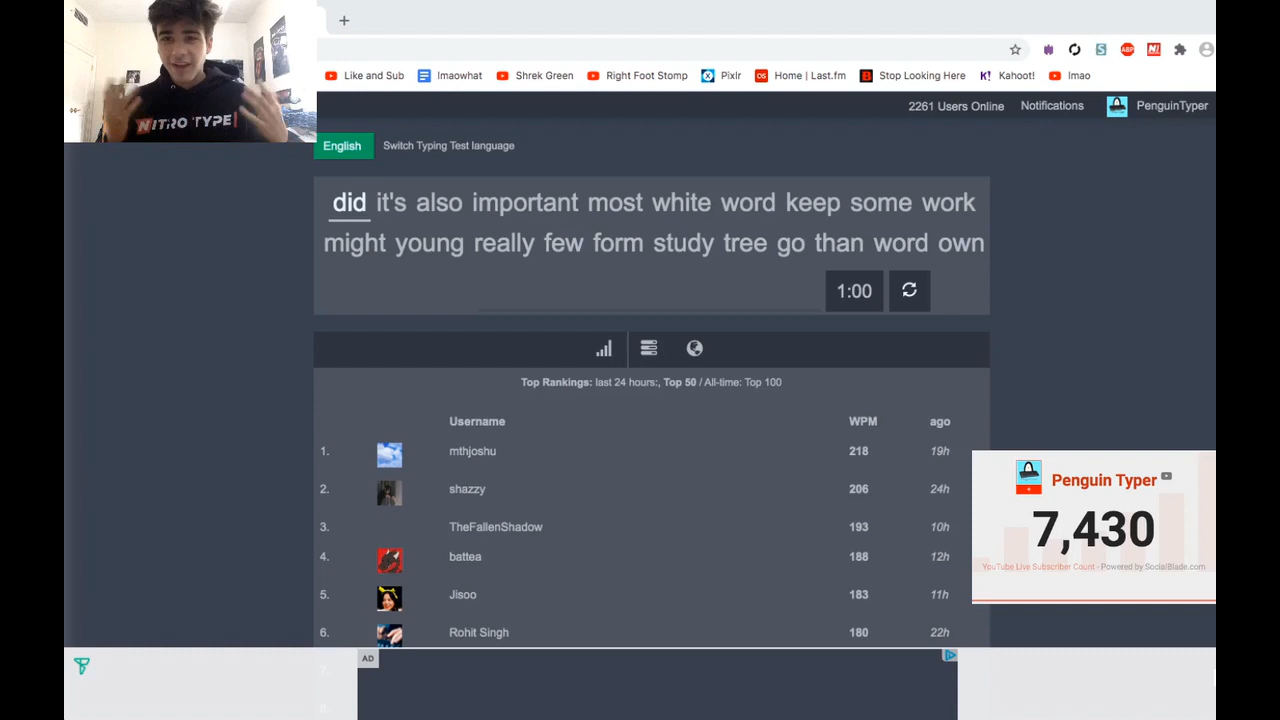 Like and Sub lmaowhat Shrek Green Right Foot Stomp Pixlr Home | Last.fm Stop Looking Here Kahoot! lmao
NITRO TYPE
2261 Users Online Notifications PenguinTyper
English Switch Typing Test language
did it's also important most white word keep some work
might young really few form study tree go than word own
1:00
Top Rankings: last 24 hours:, Top 50 / All-time: Top 100
Username WPM ago
1. mthjoshu 218 19h
2. shazzy 206 24h
3. TheFallenShadow 193 10h
4. battea 188 12h
5. Jisoo 183 11h
6. Rohit Singh 180 22h
7.
8.
AD
Penguin Typer
7,430
YouTube Live Subscriber Count - Powered by SocialBlade.com